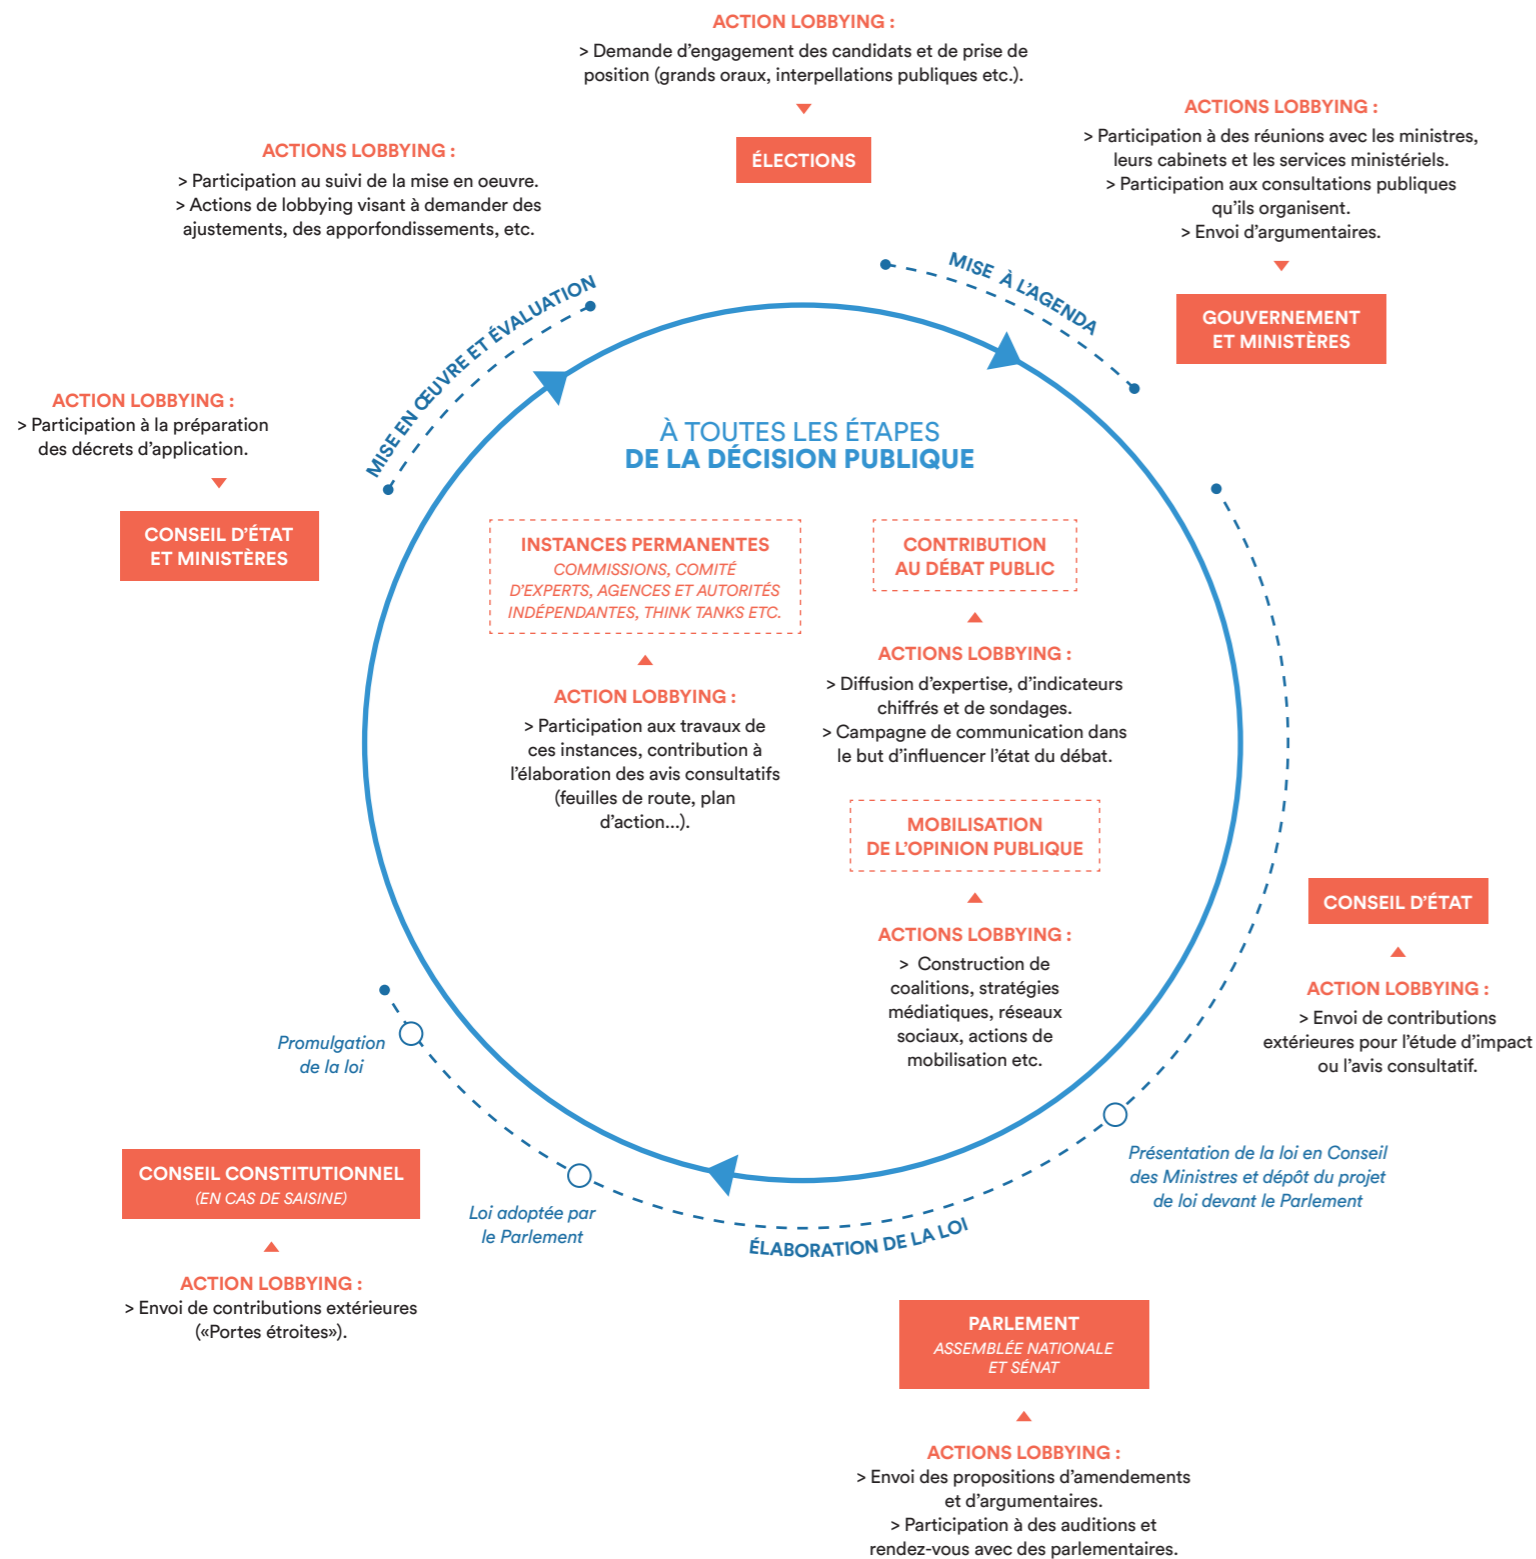 ACTION LOBBYING :
> Demande d'engagement des candidats et de prise de
position (grands oraux, interpellations publiques etc.).
ÉLECTIONS
ACTIONS LOBBYING :
> Participation à des réunions avec les ministres,
leurs cabinets et les services ministériels.
> Participation aux consultations publiques
qu'ils organisent.
> Envoi d'argumentaires.
GOUVERNEMENT
ET MINISTÈRES
ACTIONS LOBBYING :
> Participation au suivi de la mise en oeuvre.
> Actions de lobbying visant à demander des
ajustements, des apporfondissements, etc.
MISE À L'AGENDA
MISE EN ŒUVRE ET ÉVALUATION
ACTION LOBBYING :
> Participation à la préparation
des décrets d'application.
CONSEIL D'ÉTAT
ET MINISTÈRES
À TOUTES LES ÉTAPES
DE LA DÉCISION PUBLIQUE
INSTANCES PERMANENTES
COMMISSIONS, COMITÉ
D'EXPERTS, AGENCES ET AUTORITÉS
INDÉPENDANTES, THINK TANKS ETC.
ACTION LOBBYING :
> Participation aux travaux de
ces instances, contribution à
l'élaboration des avis consultatifs
(feuilles de route, plan
d'action...).
CONTRIBUTION
AU DÉBAT PUBLIC
ACTIONS LOBBYING :
> Diffusion d'expertise, d'indicateurs
chiffrés et de sondages.
> Campagne de communication dans
le but d'influencer l'état du débat.
MOBILISATION
DE L'OPINION PUBLIQUE
ACTIONS LOBBYING :
> Construction de
coalitions, stratégies
médiatiques, réseaux
sociaux, actions de
mobilisation etc.
CONSEIL D'ÉTAT
ACTION LOBBYING :
> Envoi de contributions
extérieures pour l'étude d'impact
ou l'avis consultatif.
Présentation de la loi en Conseil
des Ministres et dépôt du projet
de loi devant le Parlement
ÉLABORATION DE LA LOI
Promulgation
de la loi
Loi adoptée par
le Parlement
CONSEIL CONSTITUTIONNEL
(EN CAS DE SAISINE)
ACTION LOBBYING :
> Envoi de contributions extérieures
(«Portes étroites»).
PARLEMENT
ASSEMBLÉE NATIONALE
ET SÉNAT
ACTIONS LOBBYING :
> Envoi des propositions d'amendements
et d'argumentaires.
> Participation à des auditions et
rendez-vous avec des parlementaires.